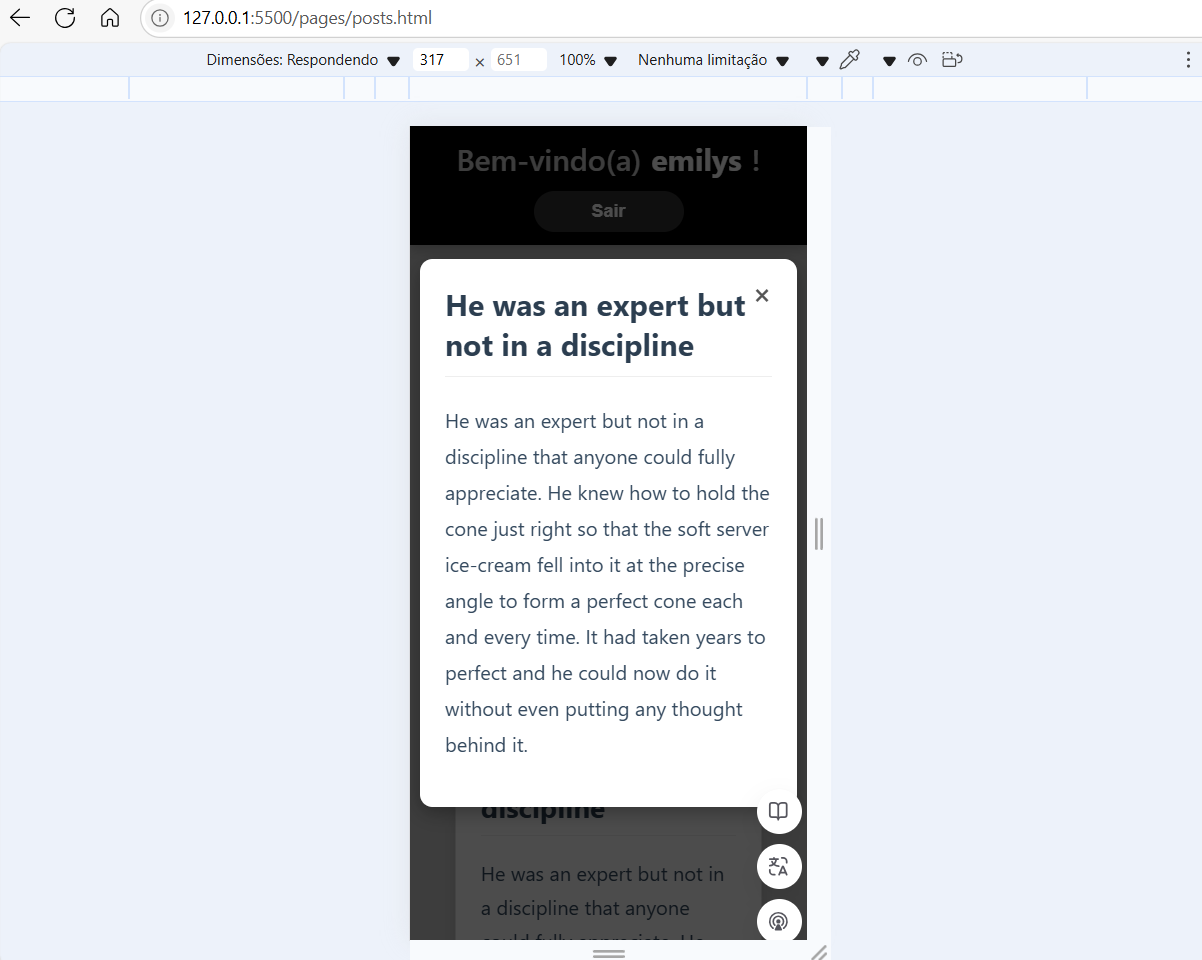 127.0.0.1:5500/pages/posts.html
Dimensões: Respondendo 317 × 651 100% Nenhuma limitação
Bem-vindo(a) emilys !
Sair
He was an expert but ×
not in a discipline
He was an expert but not in a
discipline that anyone could fully
appreciate. He knew how to hold the
cone just right so that the soft server
ice-cream fell into it at the precise
angle to form a perfect cone each
and every time. It had taken years to
perfect and he could now do it
without even putting any thought
behind it.
discipline
He was an expert but not in
a discipline that anyone
could fully appreciate. He